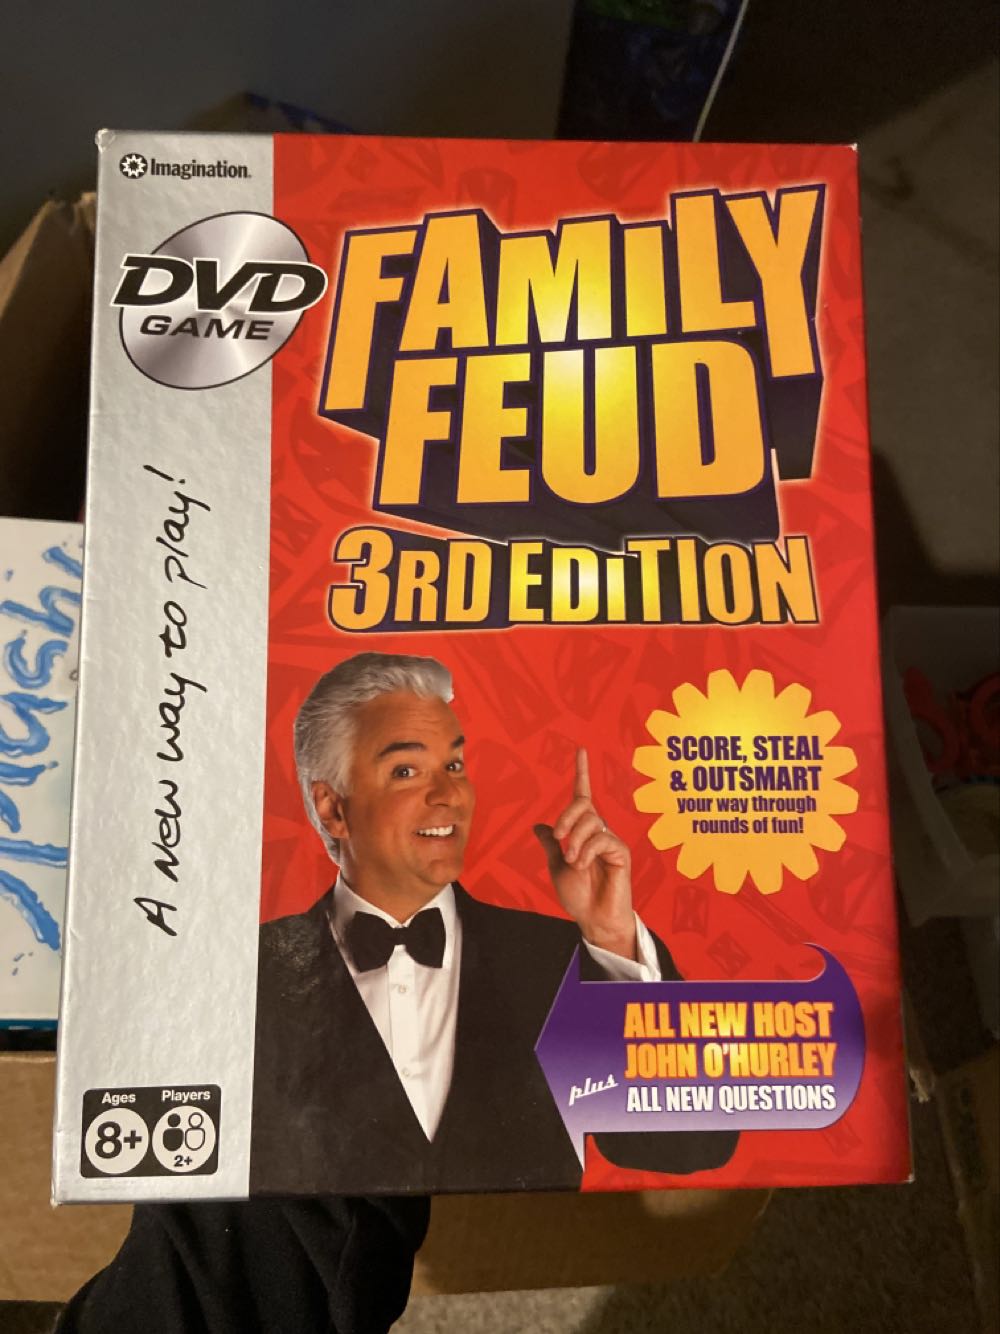 Imagination.
DVD
GAME
A new way to play!
FAMiLY
FEUD
3RD EDiTiON
SCORE, STEAL
& OUTSMART
your way through
rounds of fun!
ALL NEW HOST
JOHN O'HURLEY
plus ALL NEW QUESTIONS
Ages
8+
Players
2+